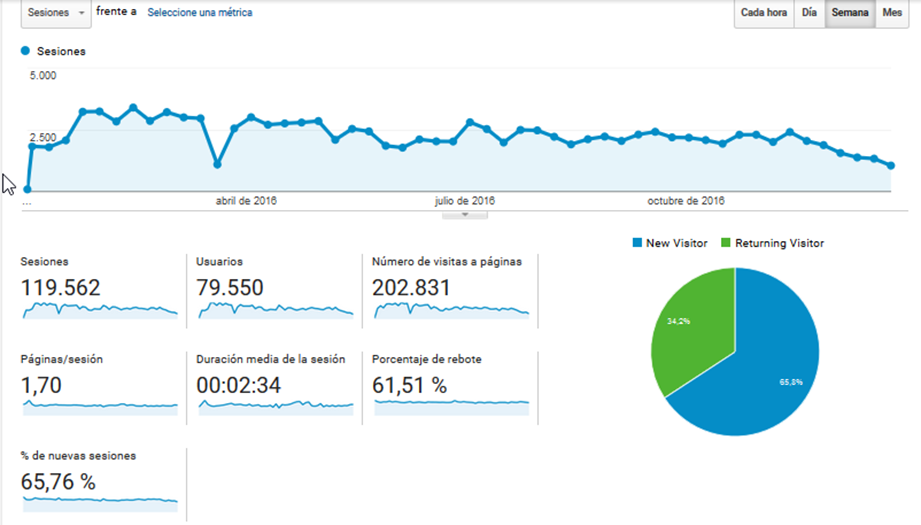 Sesiones frente a Seleccione una métrica Cada hora Día Semana Mes
Sesiones
5.000
2.500
... abril de 2016 julio de 2016 octubre de 2016
New Visitor Returning Visitor
Sesiones Usuarios Número de visitas a páginas
119.562 79.550 202.831
34,2%
Páginas/sesión Duración media de la sesión Porcentaje de rebote
1,70 00:02:34 61,51 %
65,8%
% de nuevas sesiones
65,76 %